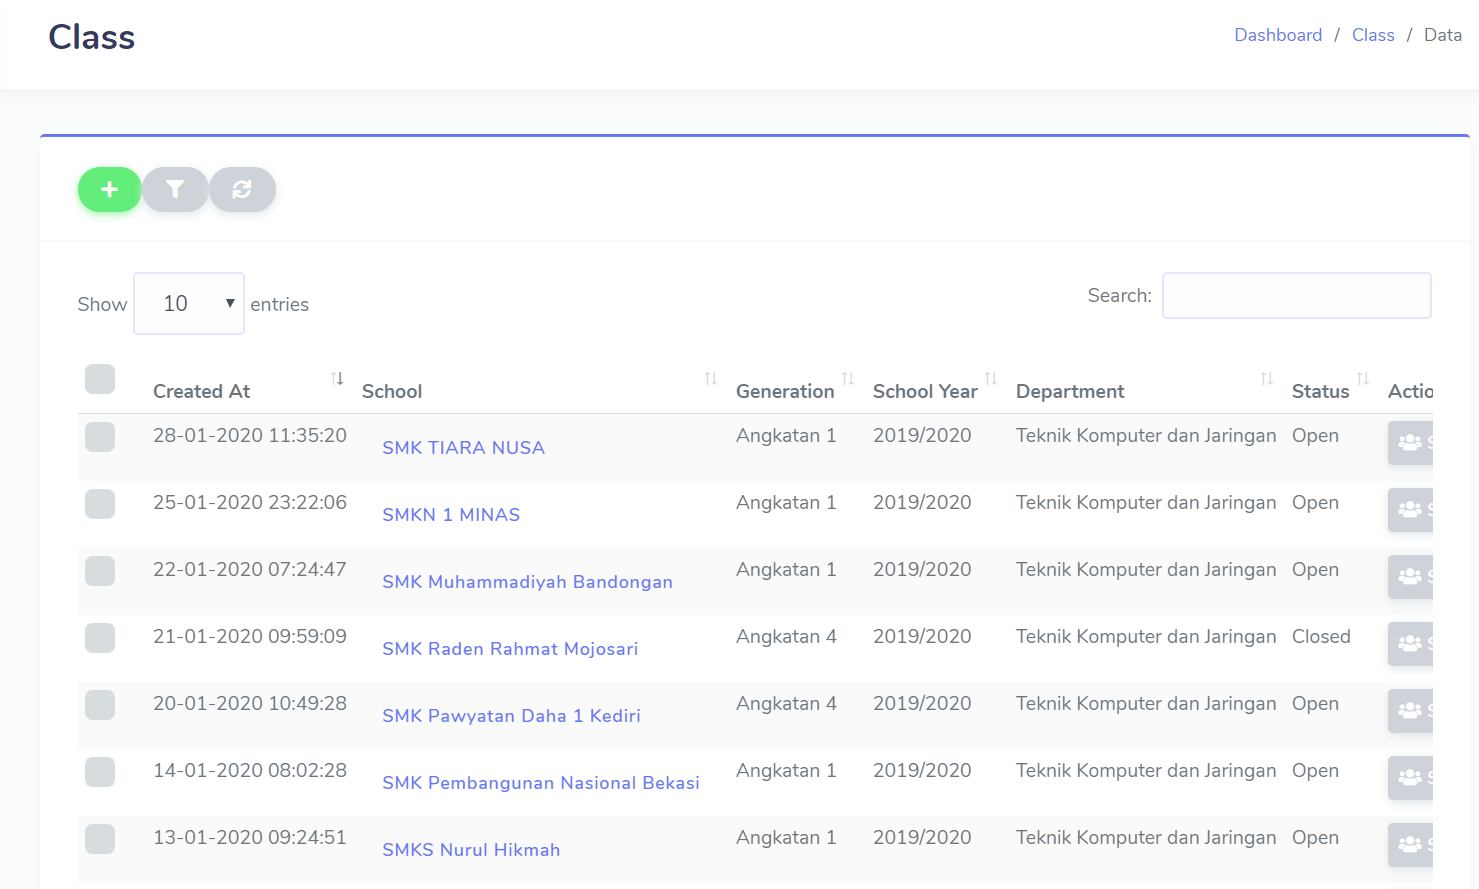 Class
Dashboard / Class / Data
Show 10 entries
Search:
Created At School Generation School Year Department Status Actio
28-01-2020 11:35:20 SMK TIARA NUSA Angkatan 1 2019/2020 Teknik Komputer dan Jaringan Open S
25-01-2020 23:22:06 SMKN 1 MINAS Angkatan 1 2019/2020 Teknik Komputer dan Jaringan Open S
22-01-2020 07:24:47 SMK Muhammadiyah Bandongan Angkatan 1 2019/2020 Teknik Komputer dan Jaringan Open S
21-01-2020 09:59:09 SMK Raden Rahmat Mojosari Angkatan 4 2019/2020 Teknik Komputer dan Jaringan Closed S
20-01-2020 10:49:28 SMK Pawyatan Daha 1 Kediri Angkatan 4 2019/2020 Teknik Komputer dan Jaringan Open S
14-01-2020 08:02:28 SMK Pembangunan Nasional Bekasi Angkatan 1 2019/2020 Teknik Komputer dan Jaringan Open S
13-01-2020 09:24:51 SMKS Nurul Hikmah Angkatan 1 2019/2020 Teknik Komputer dan Jaringan Open S